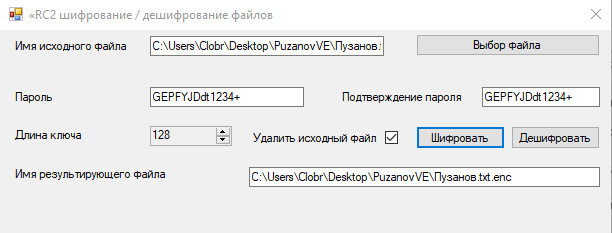 «RC2 шифрование / дешифрование файлов
Имя исходного файла C:\Users\Clobr\Desktop\PuzanovVE\Пузанов.t Выбор файла
Пароль GEPFYJDdt1234+ Подтверждение пароля GEPFYJDdt1234+
Длина ключа 128 Удалить исходный файл Шифровать Дешифровать
Имя результирующего файла C:\Users\Clobr\Desktop\PuzanovVE\Пузанов.txt.enc